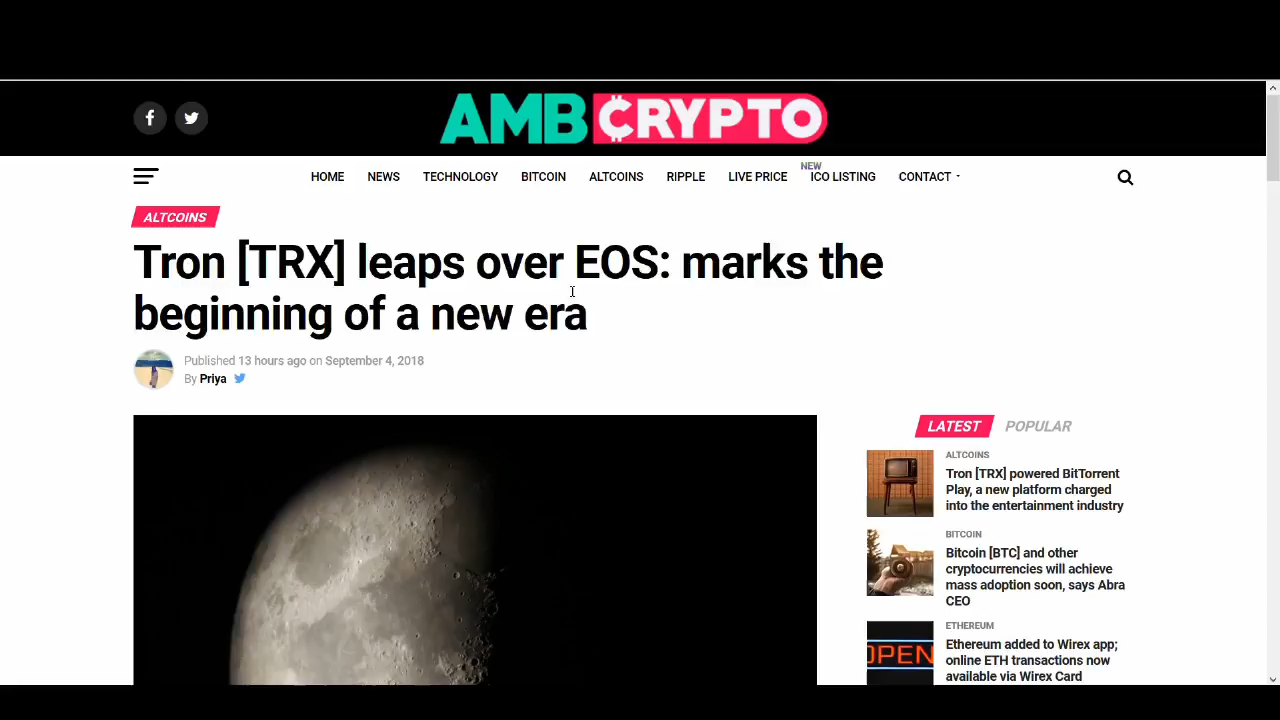 AMBCRYPTO
HOME NEWS TECHNOLOGY BITCOIN ALTCOINS RIPPLE LIVE PRICE NEW ICO LISTING CONTACT
ALTCOINS
Tron [TRX] leaps over EOS: marks the
beginning of a new era
Published 13 hours ago on September 4, 2018
By Priya
LATEST POPULAR
ALTCOINS
Tron [TRX] powered BitTorrent
Play, a new platform charged
into the entertainment industry
BITCOIN
Bitcoin [BTC] and other
cryptocurrencies will achieve
mass adoption soon, says Abra
CEO
OPEN
ETHEREUM
Ethereum added to Wirex app;
online ETH transactions now
available via Wirex Card